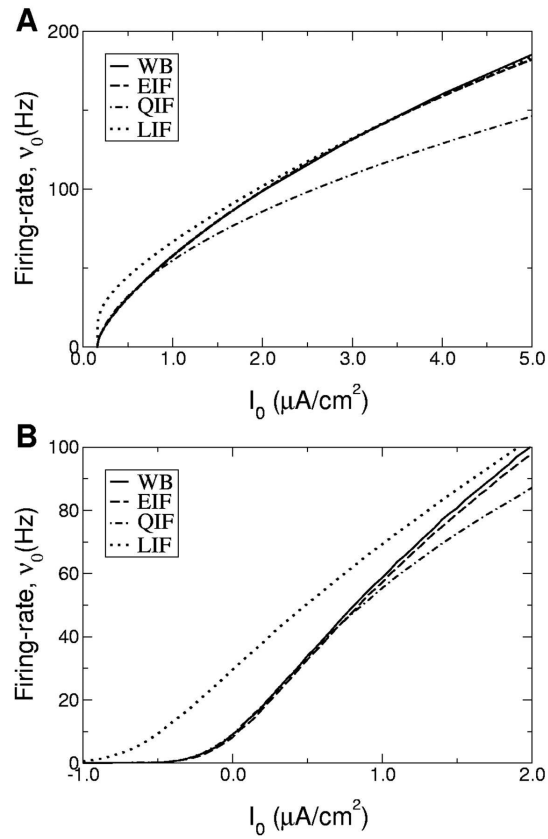 A
200
100
0
WB
EIF
QIF
LIF
Firing-rate, ν₀(Hz)
0.0 1.0 2.0 3.0 4.0 5.0
I₀ (μA/cm²)
B
100
80
60
40
20
0
WB
EIF
QIF
LIF
Firing-rate, ν₀(Hz)
-1.0 0.0 1.0 2.0
I₀ (μA/cm²)